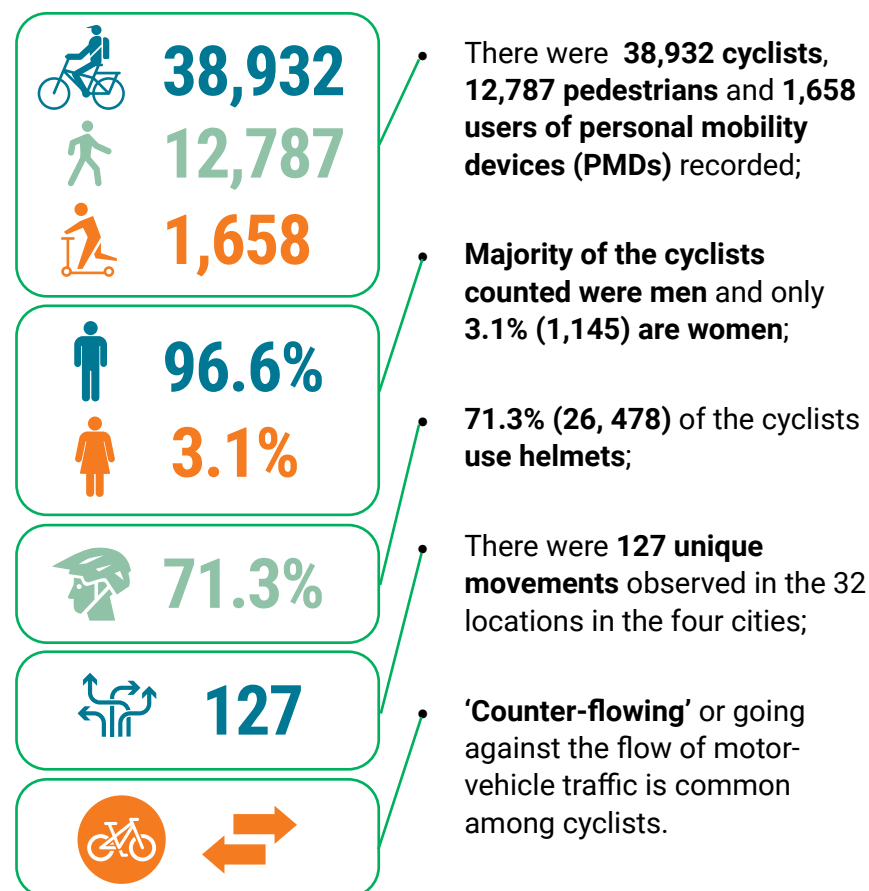 38,932
12,787
1,658
96.6%
3.1%
71.3%
127
• There were 38,932 cyclists,
12,787 pedestrians and 1,658
users of personal mobility
devices (PMDs) recorded;
• Majority of the cyclists
counted were men and only
3.1% (1,145) are women;
• 71.3% (26, 478) of the cyclists
use helmets;
• There were 127 unique
movements observed in the 32
locations in the four cities;
• ‘Counter-flowing’ or going
against the flow of motor-
vehicle traffic is common
among cyclists.